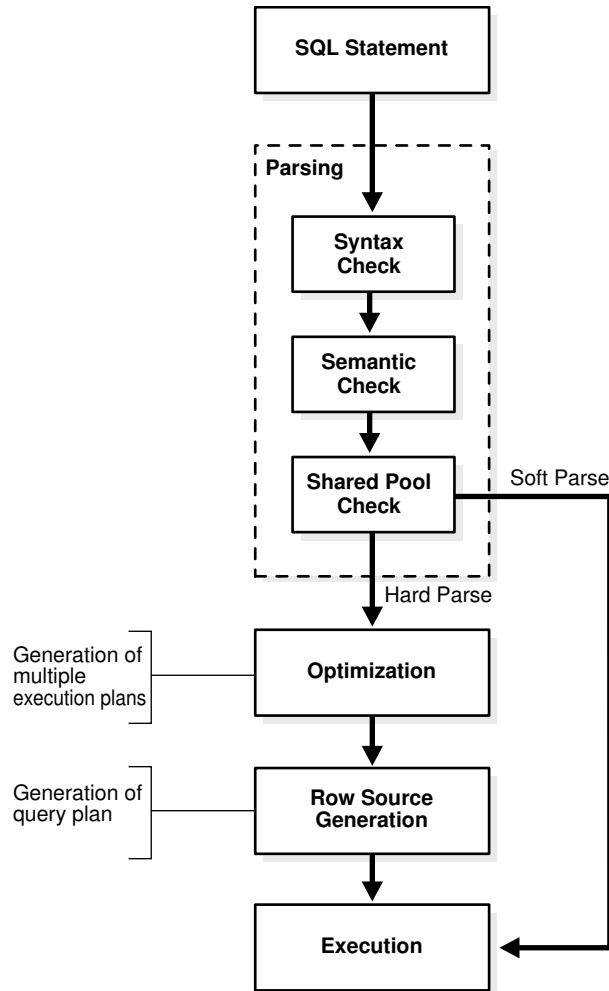 SQL Statement
Parsing
Syntax
Check
Semantic
Check
Shared Pool
Check
Soft Parse
Hard Parse
Generation of
multiple
execution plans
Optimization
Generation of
query plan
Row Source
Generation
Execution